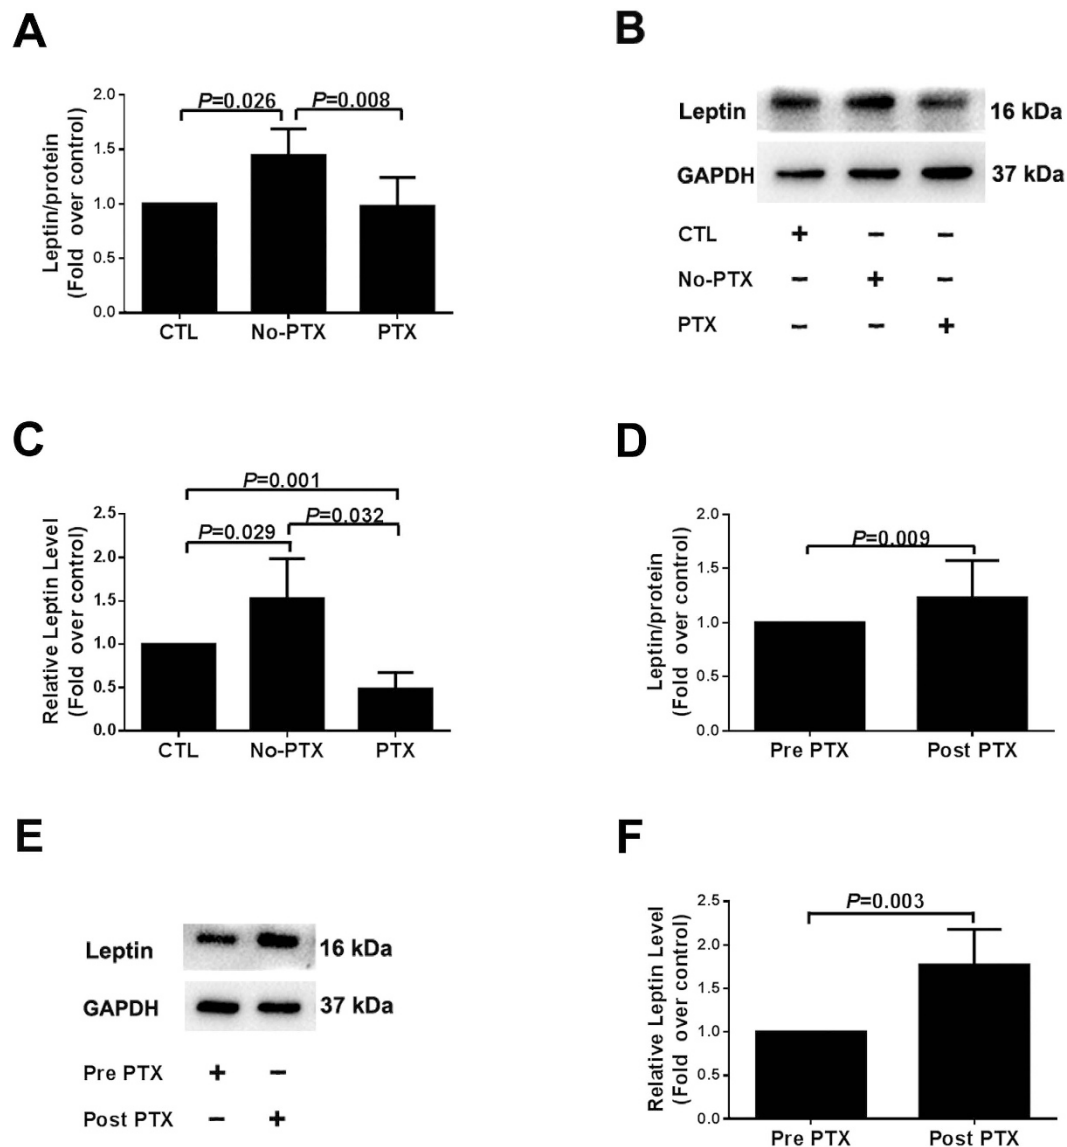 A
Leptin/protein
(Fold over control)
2.0
1.5
1.0
0.5
0.0
P=0.026
P=0.008
CTL No-PTX PTX
B
Leptin 16 kDa
GAPDH 37 kDa
CTL + − −
No-PTX − + −
PTX − − +
C
Relative Leptin Level
(Fold over control)
P=0.001
P=0.029
P=0.032
2.5
2.0
1.5
1.0
0.5
0.0
CTL No-PTX PTX
D
Leptin/protein
(Fold over control)
2.0
1.5
1.0
0.5
0.0
P=0.009
Pre PTX Post PTX
E
Leptin 16 kDa
GAPDH 37 kDa
Pre PTX + −
Post PTX − +
F
Relative Leptin Level
(Fold over control)
2.5
2.0
1.5
1.0
0.5
0.0
P=0.003
Pre PTX Post PTX